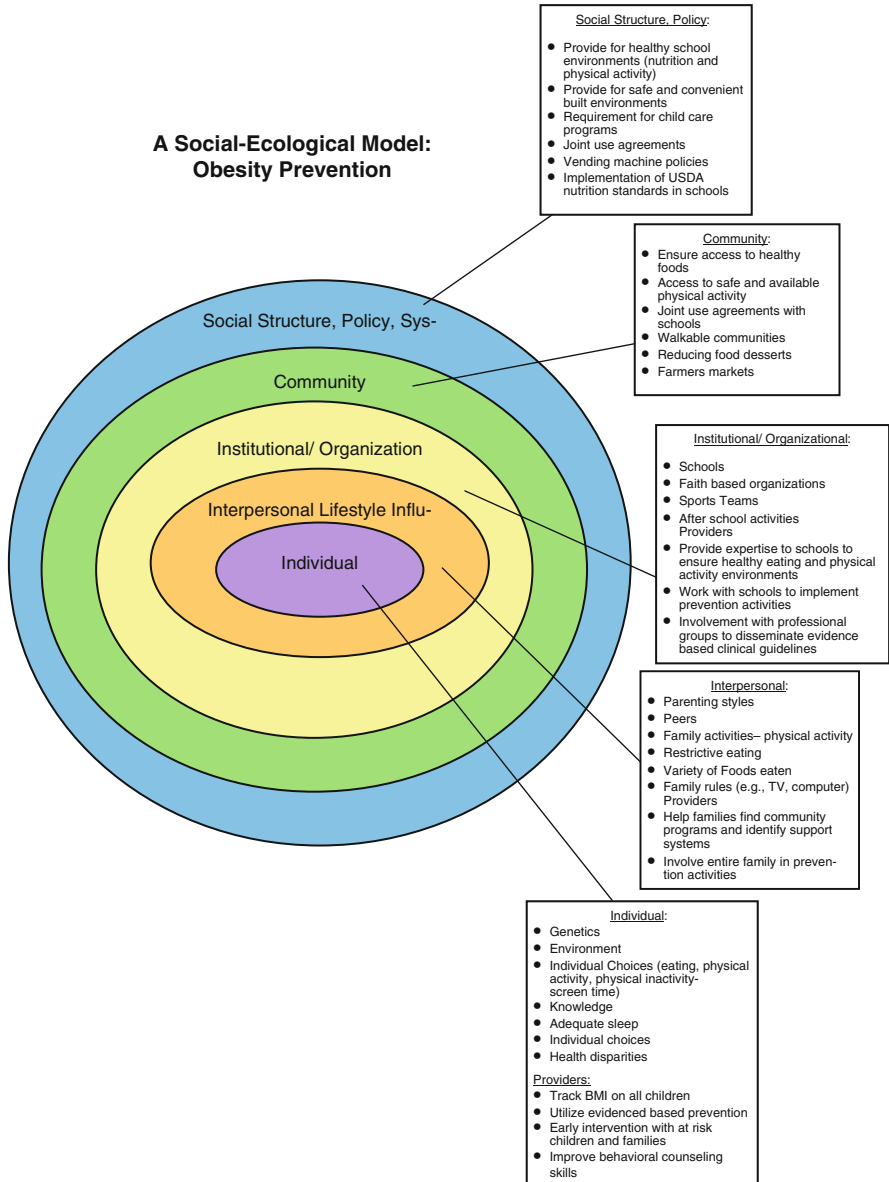 A Social-Ecological Model:
Obesity Prevention
Social Structure, Policy, Sys-
Community
Institutional/ Organization
Interpersonal Lifestyle Influ-
Individual
Social Structure, Policy:
● Provide for healthy school
environments (nutrition and
physical activity)
● Provide for safe and convenient
built environments
● Requirement for child care
programs
● Joint use agreements
● Vending machine policies
● Implementation of USDA
nutrition standards in schools
Community:
● Ensure access to healthy
foods
● Access to safe and available
physical activity
● Joint use agreements with
schools
● Walkable communities
● Reducing food desserts
● Farmers markets
Institutional/ Organizational:
● Schools
● Faith based organizations
● Sports Teams
● After school activities
Providers
● Provide expertise to schools to
ensure healthy eating and physical
activity environments
● Work with schools to implement
prevention activities
● Involvement with professional
groups to disseminate evidence
based clinical guidelines
Interpersonal:
● Parenting styles
● Peers
● Family activities– physical activity
● Restrictive eating
● Variety of Foods eaten
● Family rules (e.g., TV, computer)
Providers
● Help families find community
programs and identify support
systems
● Involve entire family in preven-
tion activities
Individual:
● Genetics
● Environment
● Individual Choices (eating, physical
activity, physical inactivity-
screen time)
● Knowledge
● Adequate sleep
● Individual choices
● Health disparities
Providers:
● Track BMI on all children
● Utilize evidenced based prevention
● Early intervention with at risk
children and families
● Improve behavioral counseling
skills